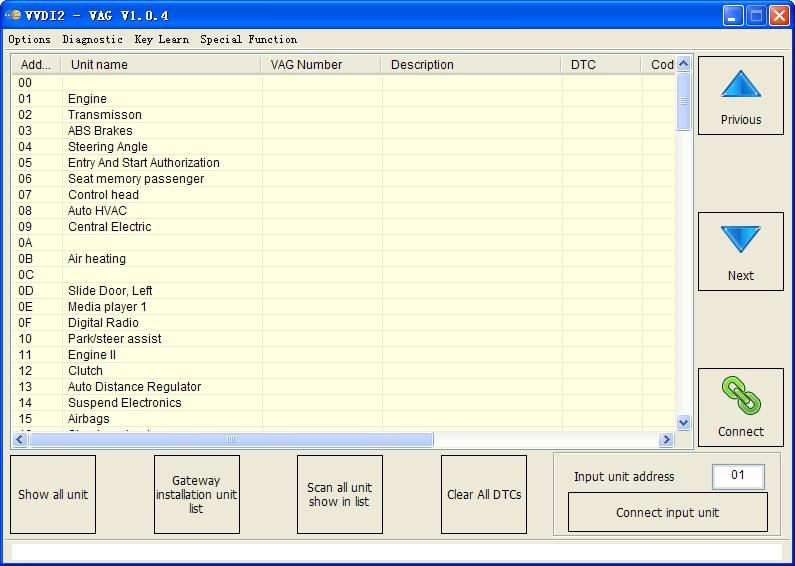 VVDI2 - VAG V1.0.4
Options Diagnostic Key Learn Special Function
Add... Unit name VAG Number Description DTC Cod
00
01 Engine
02 Transmisson
03 ABS Brakes
04 Steering Angle
05 Entry And Start Authorization
06 Seat memory passenger
07 Control head
08 Auto HVAC
09 Central Electric
0A
0B Air heating
0C
0D Slide Door, Left
0E Media player 1
0F Digital Radio
10 Park/steer assist
11 Engine II
12 Clutch
13 Auto Distance Regulator
14 Suspend Electronics
15 Airbags
Privious
Next
Connect
Show all unit
Gateway
installation unit
list
Scan all unit
show in list
Clear All DTCs
Input unit address 01
Connect input unit